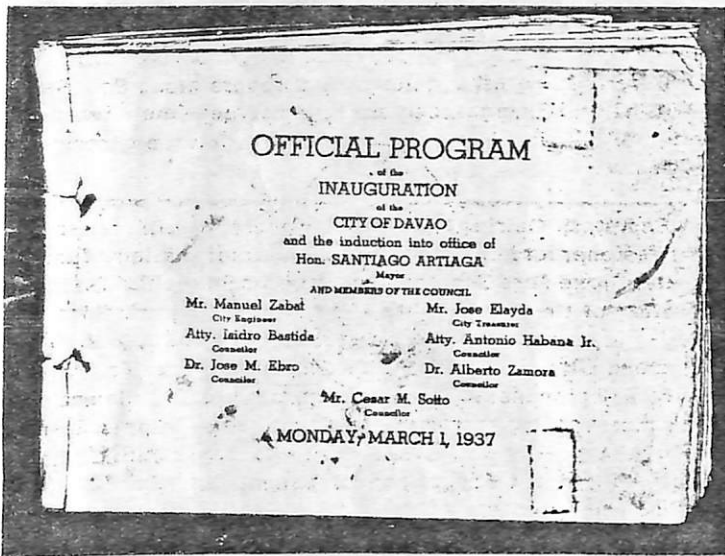 OFFICIAL PROGRAM
of the
INAUGURATION
of the
CITY OF DAVAO
and the induction into office of
Hon. SANTIAGO ARTIAGA
Mayor
AND MEMBERS OF THE COUNCIL
Mr. Manuel Zabat
City Engineer
Mr. Jose Elayda
City Treasurer
Atty. Isidro Bastida
Councilor
Atty. Antonio Habana Jr.
Councilor
Dr. Jose M. Ebro
Councilor
Dr. Alberto Zamora
Councilor
Mr. Cesar M. Sotto
Councilor
MONDAY, MARCH 1, 1937